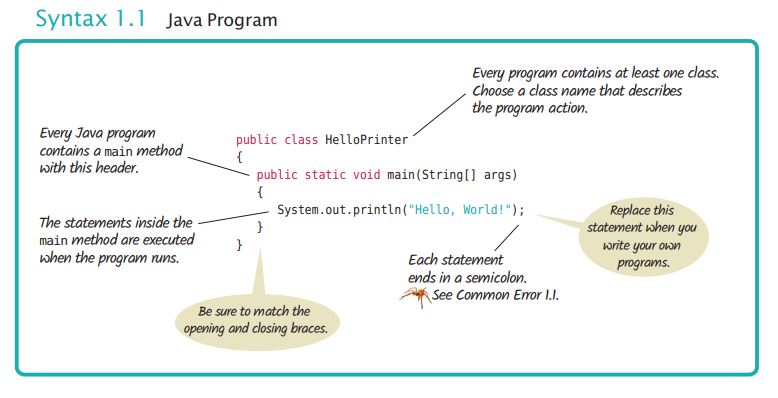 Syntax 1.1 Java Program
Every program contains at least one class.
Choose a class name that describes
the program action.
Every Java program
contains a main method
with this header.
public class HelloPrinter
{
public static void main(String[] args)
{
System.out.println("Hello, World!");
}
}
The statements inside the
main method are executed
when the program runs.
Replace this
statement when you
write your own
programs.
Each statement
ends in a semicolon.
See Common Error 1.1.
Be sure to match the
opening and closing braces.